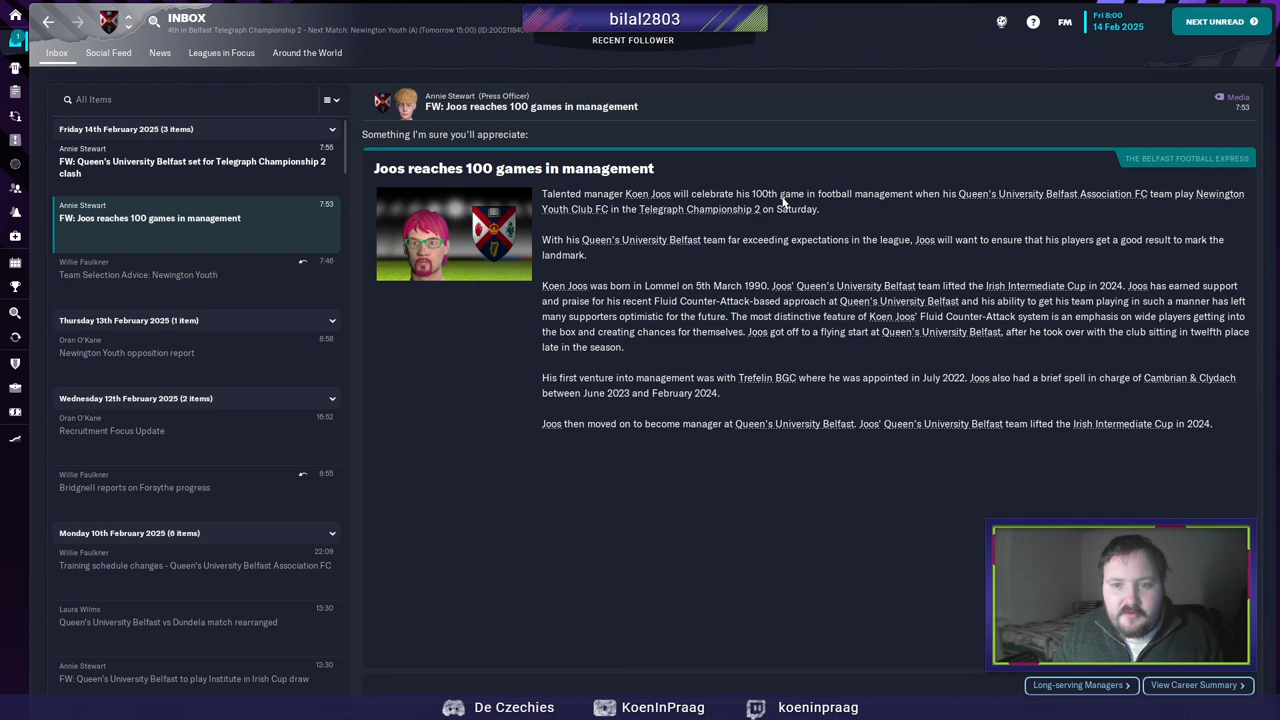 INBOX
4th in Belfast Telegraph Championship 2 - Next Match: Newington Youth (A) (Tomorrow 15:00) (ID:200211840
bilal2803
RECENT FOLLOWER
FM
Fri 8:00
14 Feb 2025
NEXT UNREAD
1
Inbox
Social Feed
News
Leagues in Focus
Around the World
All Items
Friday 14th February 2025 (3 items)
Annie Stewart
7:55
FW: Queen's University Belfast set for Telegraph Championship 2
clash
Annie Stewart
7:53
FW: Joos reaches 100 games in management
Willie Faulkner
7:46
Team Selection Advice: Newington Youth
Thursday 13th February 2025 (1 item)
Oran O'Kane
8:58
Newington Youth opposition report
Wednesday 12th February 2025 (2 items)
Oran O'Kane
16:52
Recruitment Focus Update
Willie Faulkner
8:55
Bridgnell reports on Forsythe progress
Monday 10th February 2025 (6 items)
Willie Faulkner
22:09
Training schedule changes - Queen's University Belfast Association FC
Laura Wilms
13:30
Queen's University Belfast vs Dundela match rearranged
Annie Stewart
13:30
FW: Queen's University Belfast to play Institute in Irish Cup draw
Annie Stewart (Press Officer)
FW: Joos reaches 100 games in management
Media
7:53
Something I'm sure you'll appreciate:
THE BELFAST FOOTBALL EXPRESS
Joos reaches 100 games in management
Talented manager Koen Joos will celebrate his 100th game in football management when his Queen's University Belfast Association FC team play Newington
Youth Club FC in the Telegraph Championship 2 on Saturday.
With his Queen's University Belfast team far exceeding expectations in the league, Joos will want to ensure that his players get a good result to mark the
landmark.
Koen Joos was born in Lommel on 5th March 1990. Joos' Queen's University Belfast team lifted the Irish Intermediate Cup in 2024. Joos has earned support
and praise for his recent Fluid Counter-Attack-based approach at Queen's University Belfast and his ability to get his team playing in such a manner has left
many supporters optimistic for the future. The most distinctive feature of Koen Joos' Fluid Counter-Attack system is an emphasis on wide players getting into
the box and creating chances for themselves. Joos got off to a flying start at Queen's University Belfast, after he took over with the club sitting in twelfth place
late in the season.
His first venture into management was with Trefelin BGC where he was appointed in July 2022. Joos also had a brief spell in charge of Cambrian & Clydach
between June 2023 and February 2024.
Joos then moved on to become manager at Queen's University Belfast. Joos' Queen's University Belfast team lifted the Irish Intermediate Cup in 2024.
Long-serving Managers
View Career Summary
De Czechies
KoenInPraag
koeninpraag